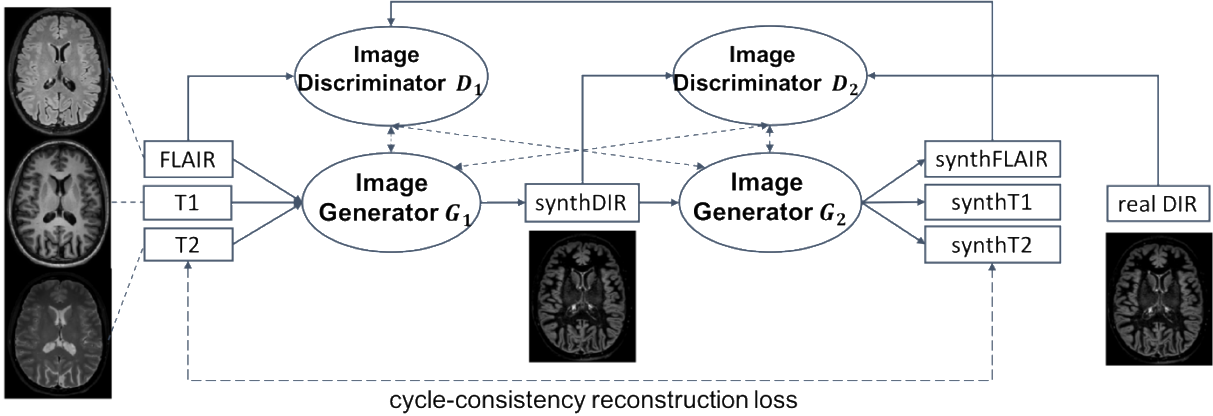 Image
Discriminator D₁
Image
Discriminator D₂
FLAIR
T1
T2
Image
Generator G₁
synthDIR
Image
Generator G₂
synthFLAIR
synthT1
synthT2
real DIR
cycle-consistency reconstruction loss